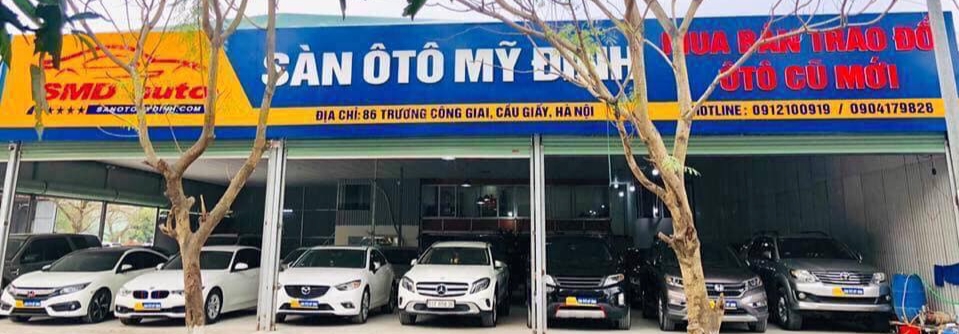 SMD Auto
SANOTOMYDINH.COM
SÀN ÔTÔ MỸ ĐÌNH
ĐỊA CHỈ: 86 TRƯƠNG CÔNG GIAI, CẦU GIẤY, HÀ NỘI
MUA BÁN TRAO ĐỔ
ÔTÔ CŨ MỚI
HOTLINE: 0912100919 / 0904179828